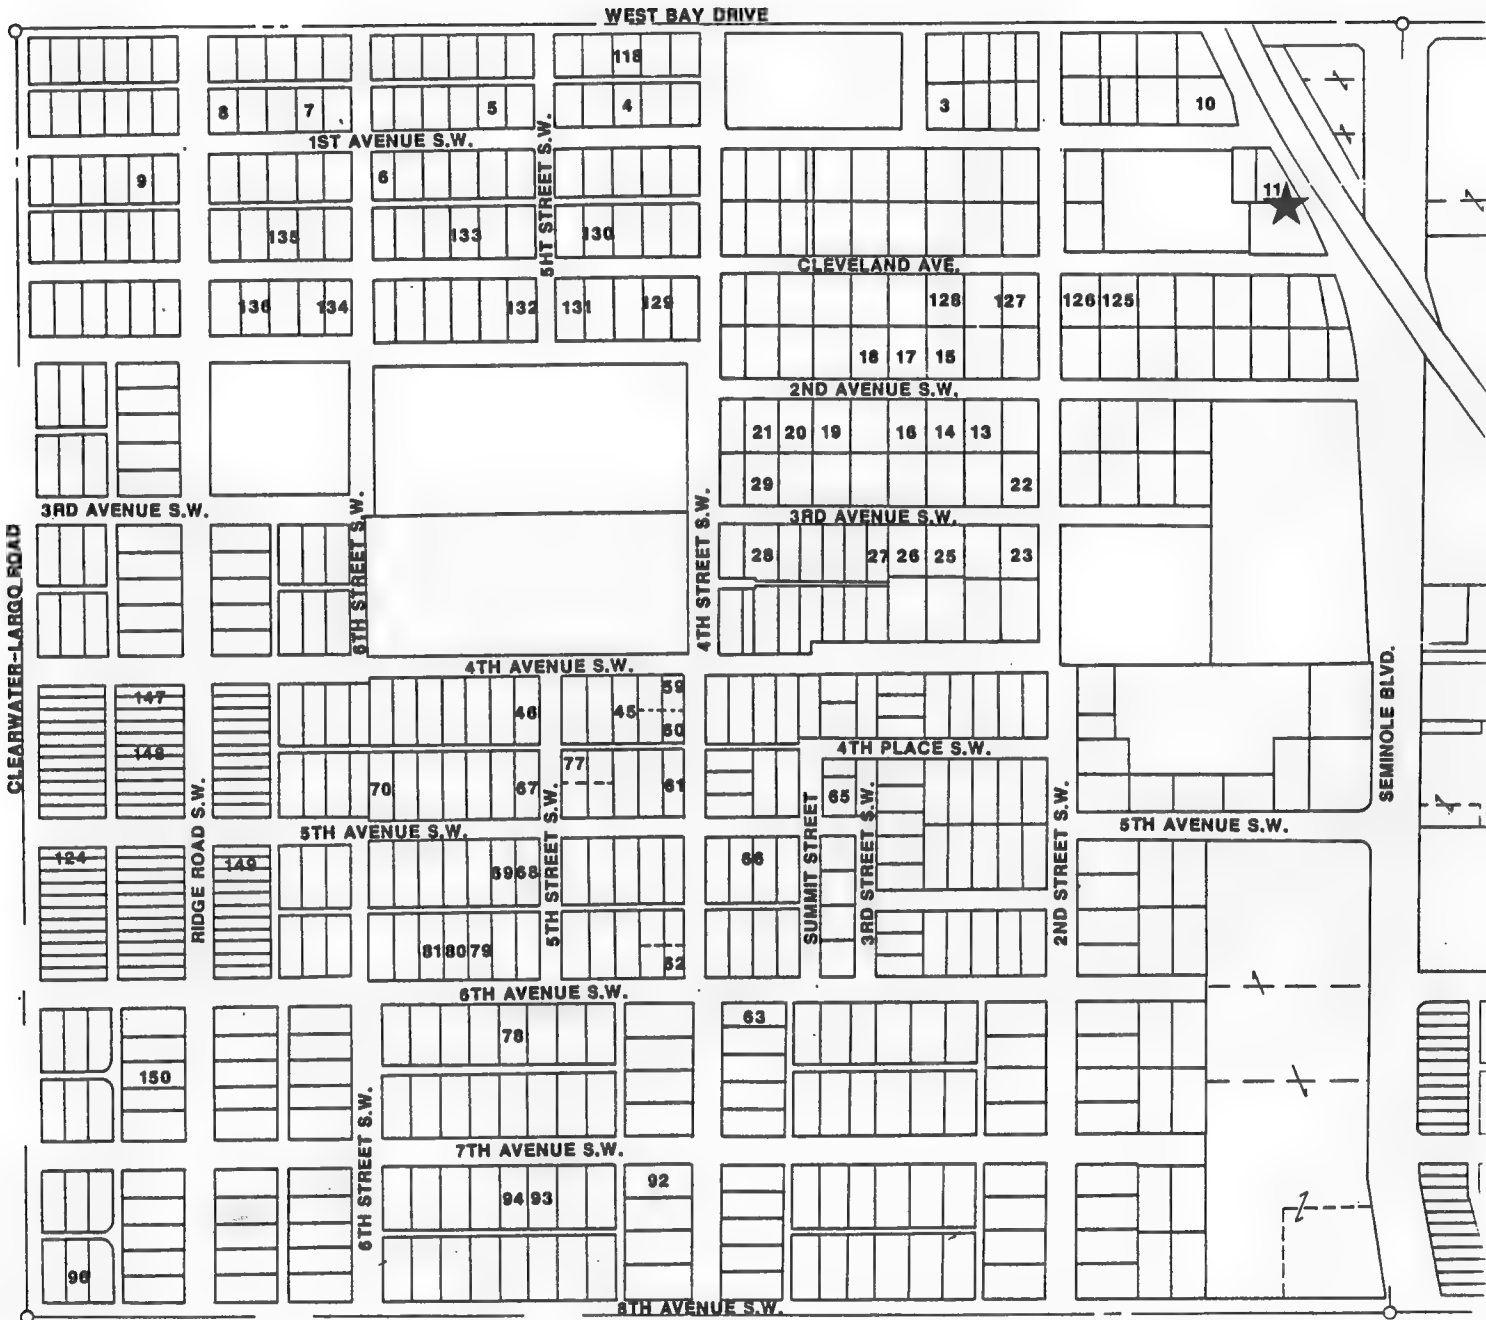 WEST BAY DRIVE
118
8 7 5 4 3 10
1ST AVENUE S.W.
9 6 11
135 133 130
5HT STREET S.W.
CLEVELAND AVE.
136 134 132 131 129 128 127 126 125
18 17 15
2ND AVENUE S.W.
21 20 19 16 14 13
29 22
3RD AVENUE S.W.
3RD AVENUE S.W.
28 27 26 25 23
CLEARWATER-LARGO ROAD
6TH STREET S.W.
4TH STREET S.W.
4TH AVENUE S.W.
SEMINOLE BLVD.
147 46 45 59
60
148
4TH PLACE S.W.
70 67 77 61 65
RIDGE ROAD S.W.
5TH STREET S.W.
SUMMIT STREET
3RD STREET S.W.
2ND STREET S.W.
5TH AVENUE S.W.
5TH AVENUE S.W.
124 149 69 68 66
81 80 79 62
6TH AVENUE S.W.
78 63
150
6TH STREET S.W.
7TH AVENUE S.W.
94 93 92
96
8TH AVENUE S.W.